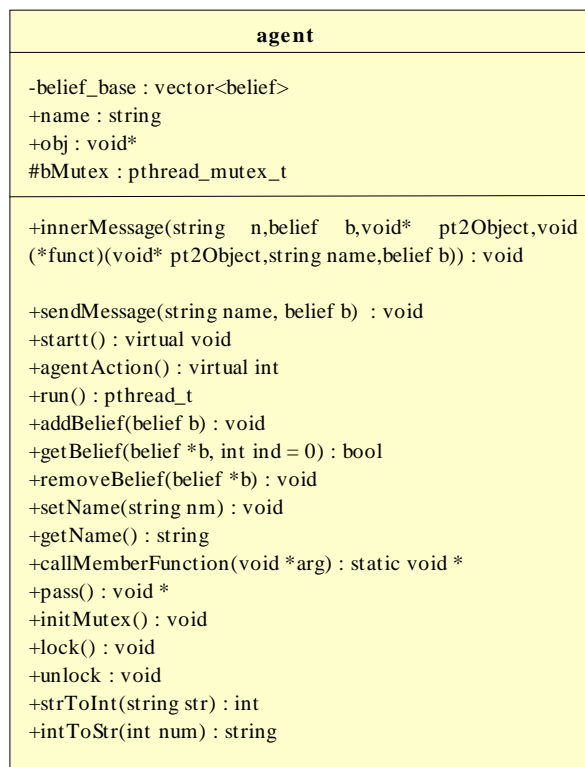 agent
-belief_base : vector<belief>
+name : string
+obj : void*
#bMutex : pthread_mutex_t
+innerMessage(string n,belief b,void* pt2Object,void
(*funct)(void* pt2Object,string name,belief b)) : void
+sendMessage(string name, belief b) : void
+startt() : virtual void
+agentAction() : virtual int
+run() : pthread_t
+addBelief(belief b) : void
+getBelief(belief *b, int ind = 0) : bool
+removeBelief(belief *b) : void
+setName(string nm) : void
+getName() : string
+callMemberFunction(void *arg) : static void *
+pass() : void *
+initMutex() : void
+lock() : void
+unlock : void
+strToInt(string str) : int
+intToStr(int num) : string